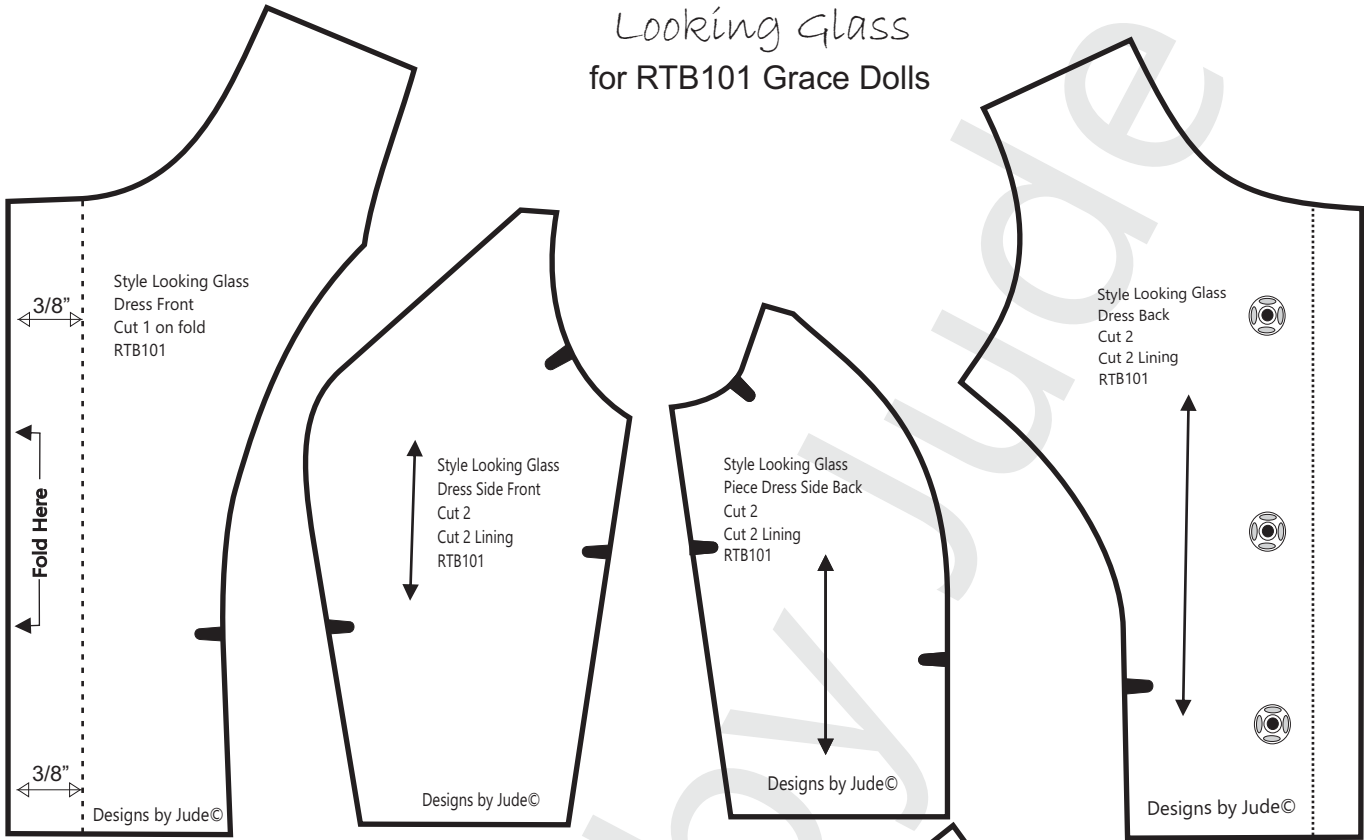 Looking Glass
for RTB101 Grace Dolls
Style Looking Glass
Dress Front
Cut 1 on fold
RTB101
3/8”
Fold Here
3/8”
Designs by Jude©
Style Looking Glass
Dress Side Front
Cut 2
Cut 2 Lining
RTB101
Designs by Jude©
Style Looking Glass
Piece Dress Side Back
Cut 2
Cut 2 Lining
RTB101
Designs by Jude©
Style Looking Glass
Dress Back
Cut 2
Cut 2 Lining
RTB101
Designs by Jude©
by Jude